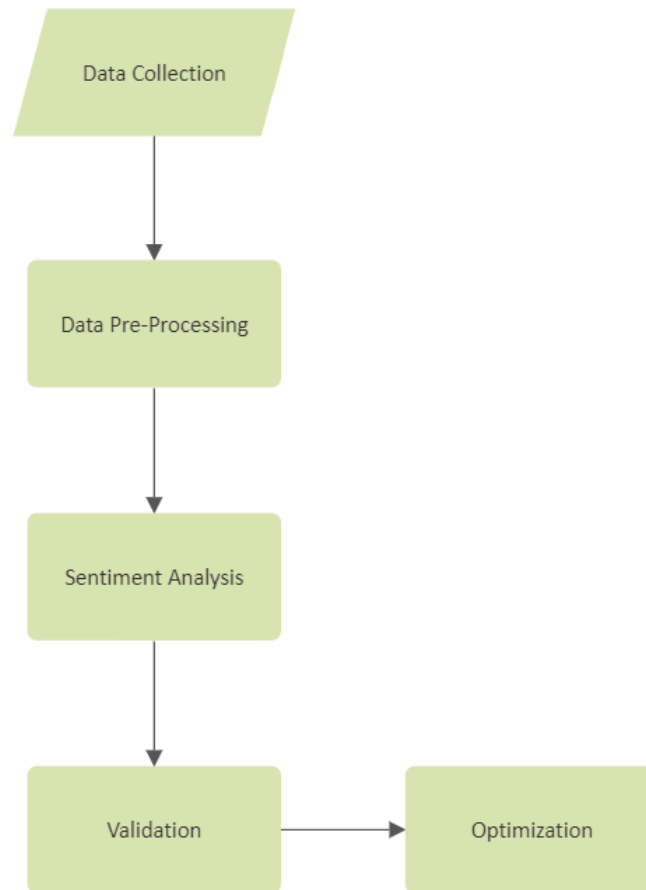 Data Collection
Data Pre-Processing
Sentiment Analysis
Validation
Optimization